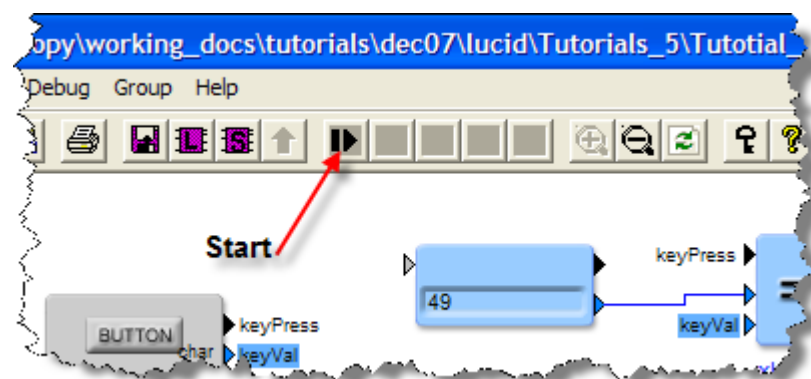 opy\working_docs\tutorials\dec07\lucid\Tutorials_5\Tutotial_
Debug Group Help
L S ?
Start
keyPress
49
keyVal
BUTTON
keyPress
char
keyVal